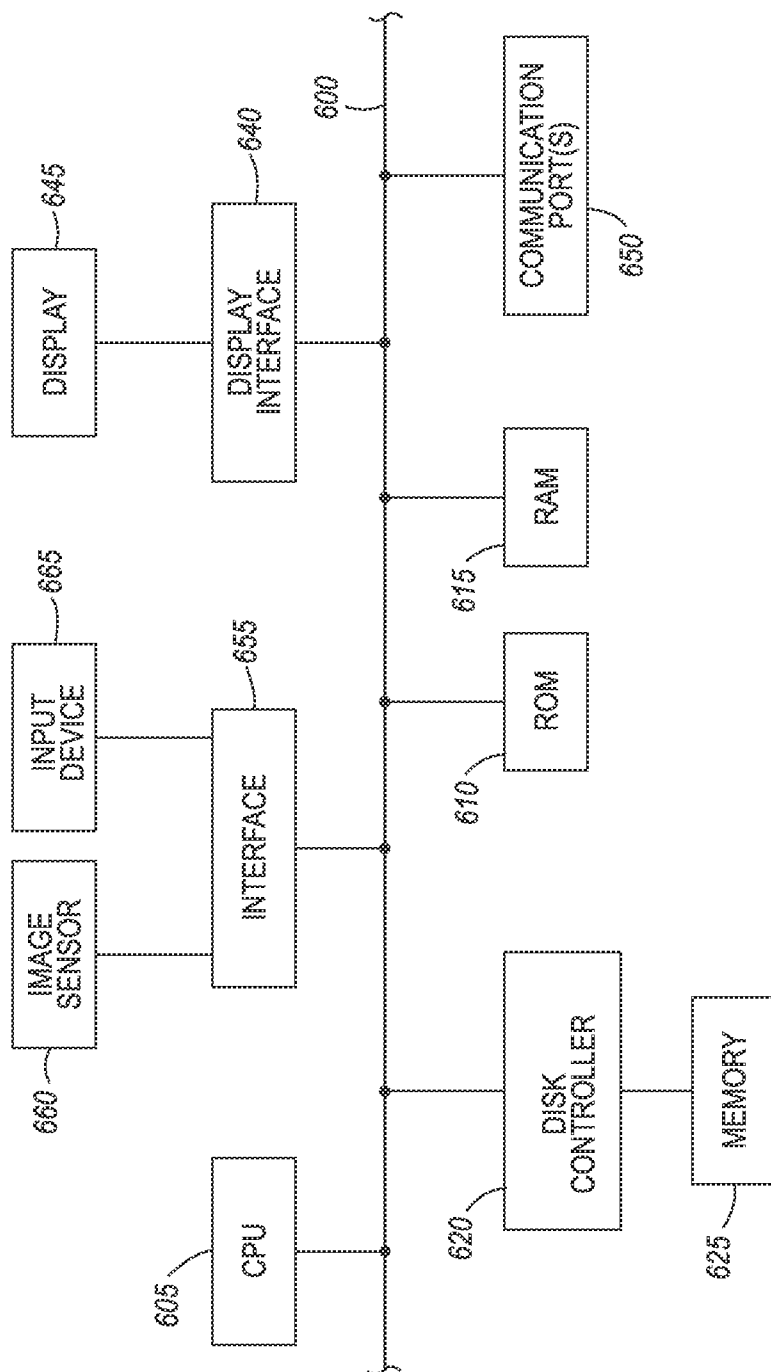 660
IMAGE
SENSOR
INPUT
DEVICE
665
DISPLAY
645
605
CPU
INTERFACE
655
DISPLAY
INTERFACE
640
600
620
DISK
CONTROLLER
610
ROM
615
RAM
COMMUNICATION
PORT(S)
650
625
MEMORY